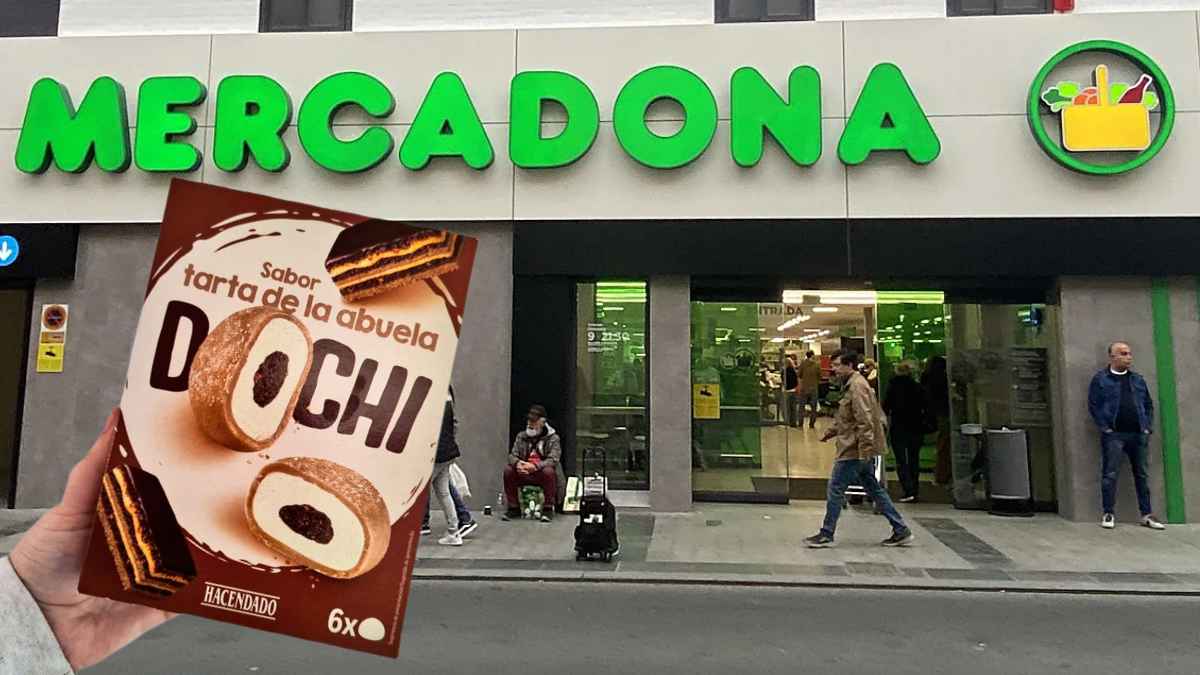 MERCADONA
Sabor
tarta de la abuela
DOCHI
HACENDADO
6x